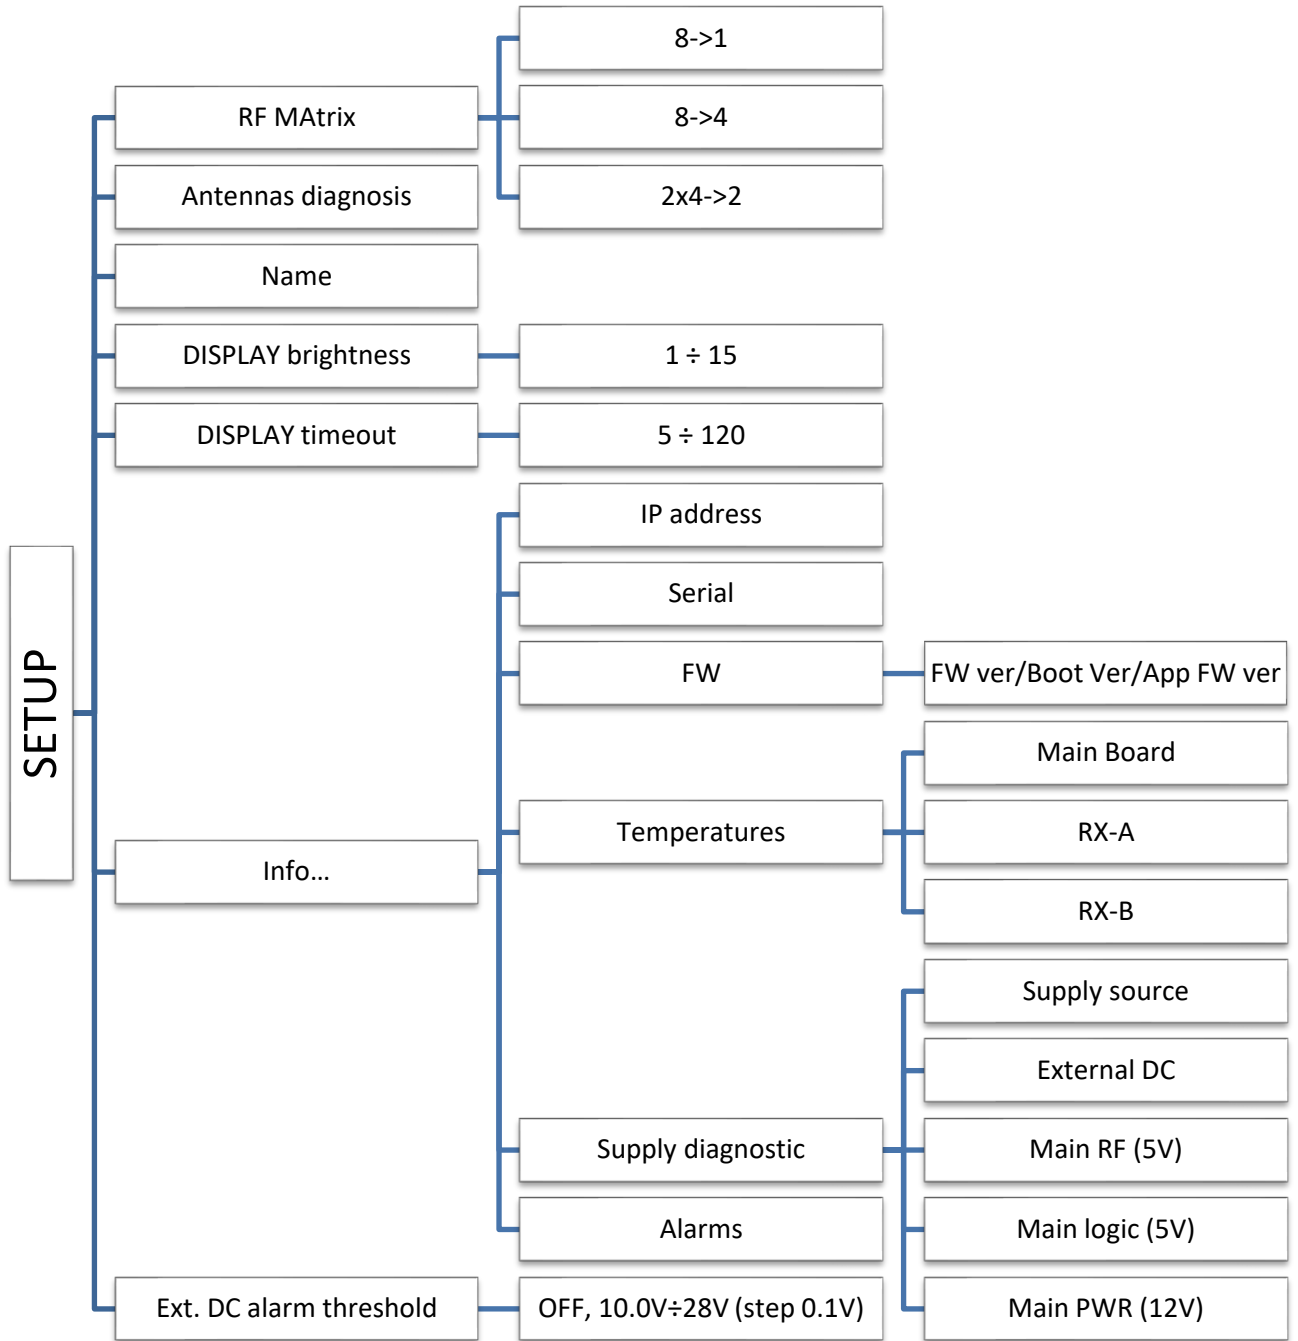 SETUP
RF MAtrix
8->1
8->4
2x4->2
Antennas diagnosis
Name
DISPLAY brightness
1 ÷ 15
DISPLAY timeout
5 ÷ 120
Info...
IP address
Serial
FW
FW ver/Boot Ver/App FW ver
Temperatures
Main Board
RX-A
RX-B
Supply diagnostic
Supply source
External DC
Main RF (5V)
Main logic (5V)
Main PWR (12V)
Alarms
Ext. DC alarm threshold
OFF, 10.0V÷28V (step 0.1V)